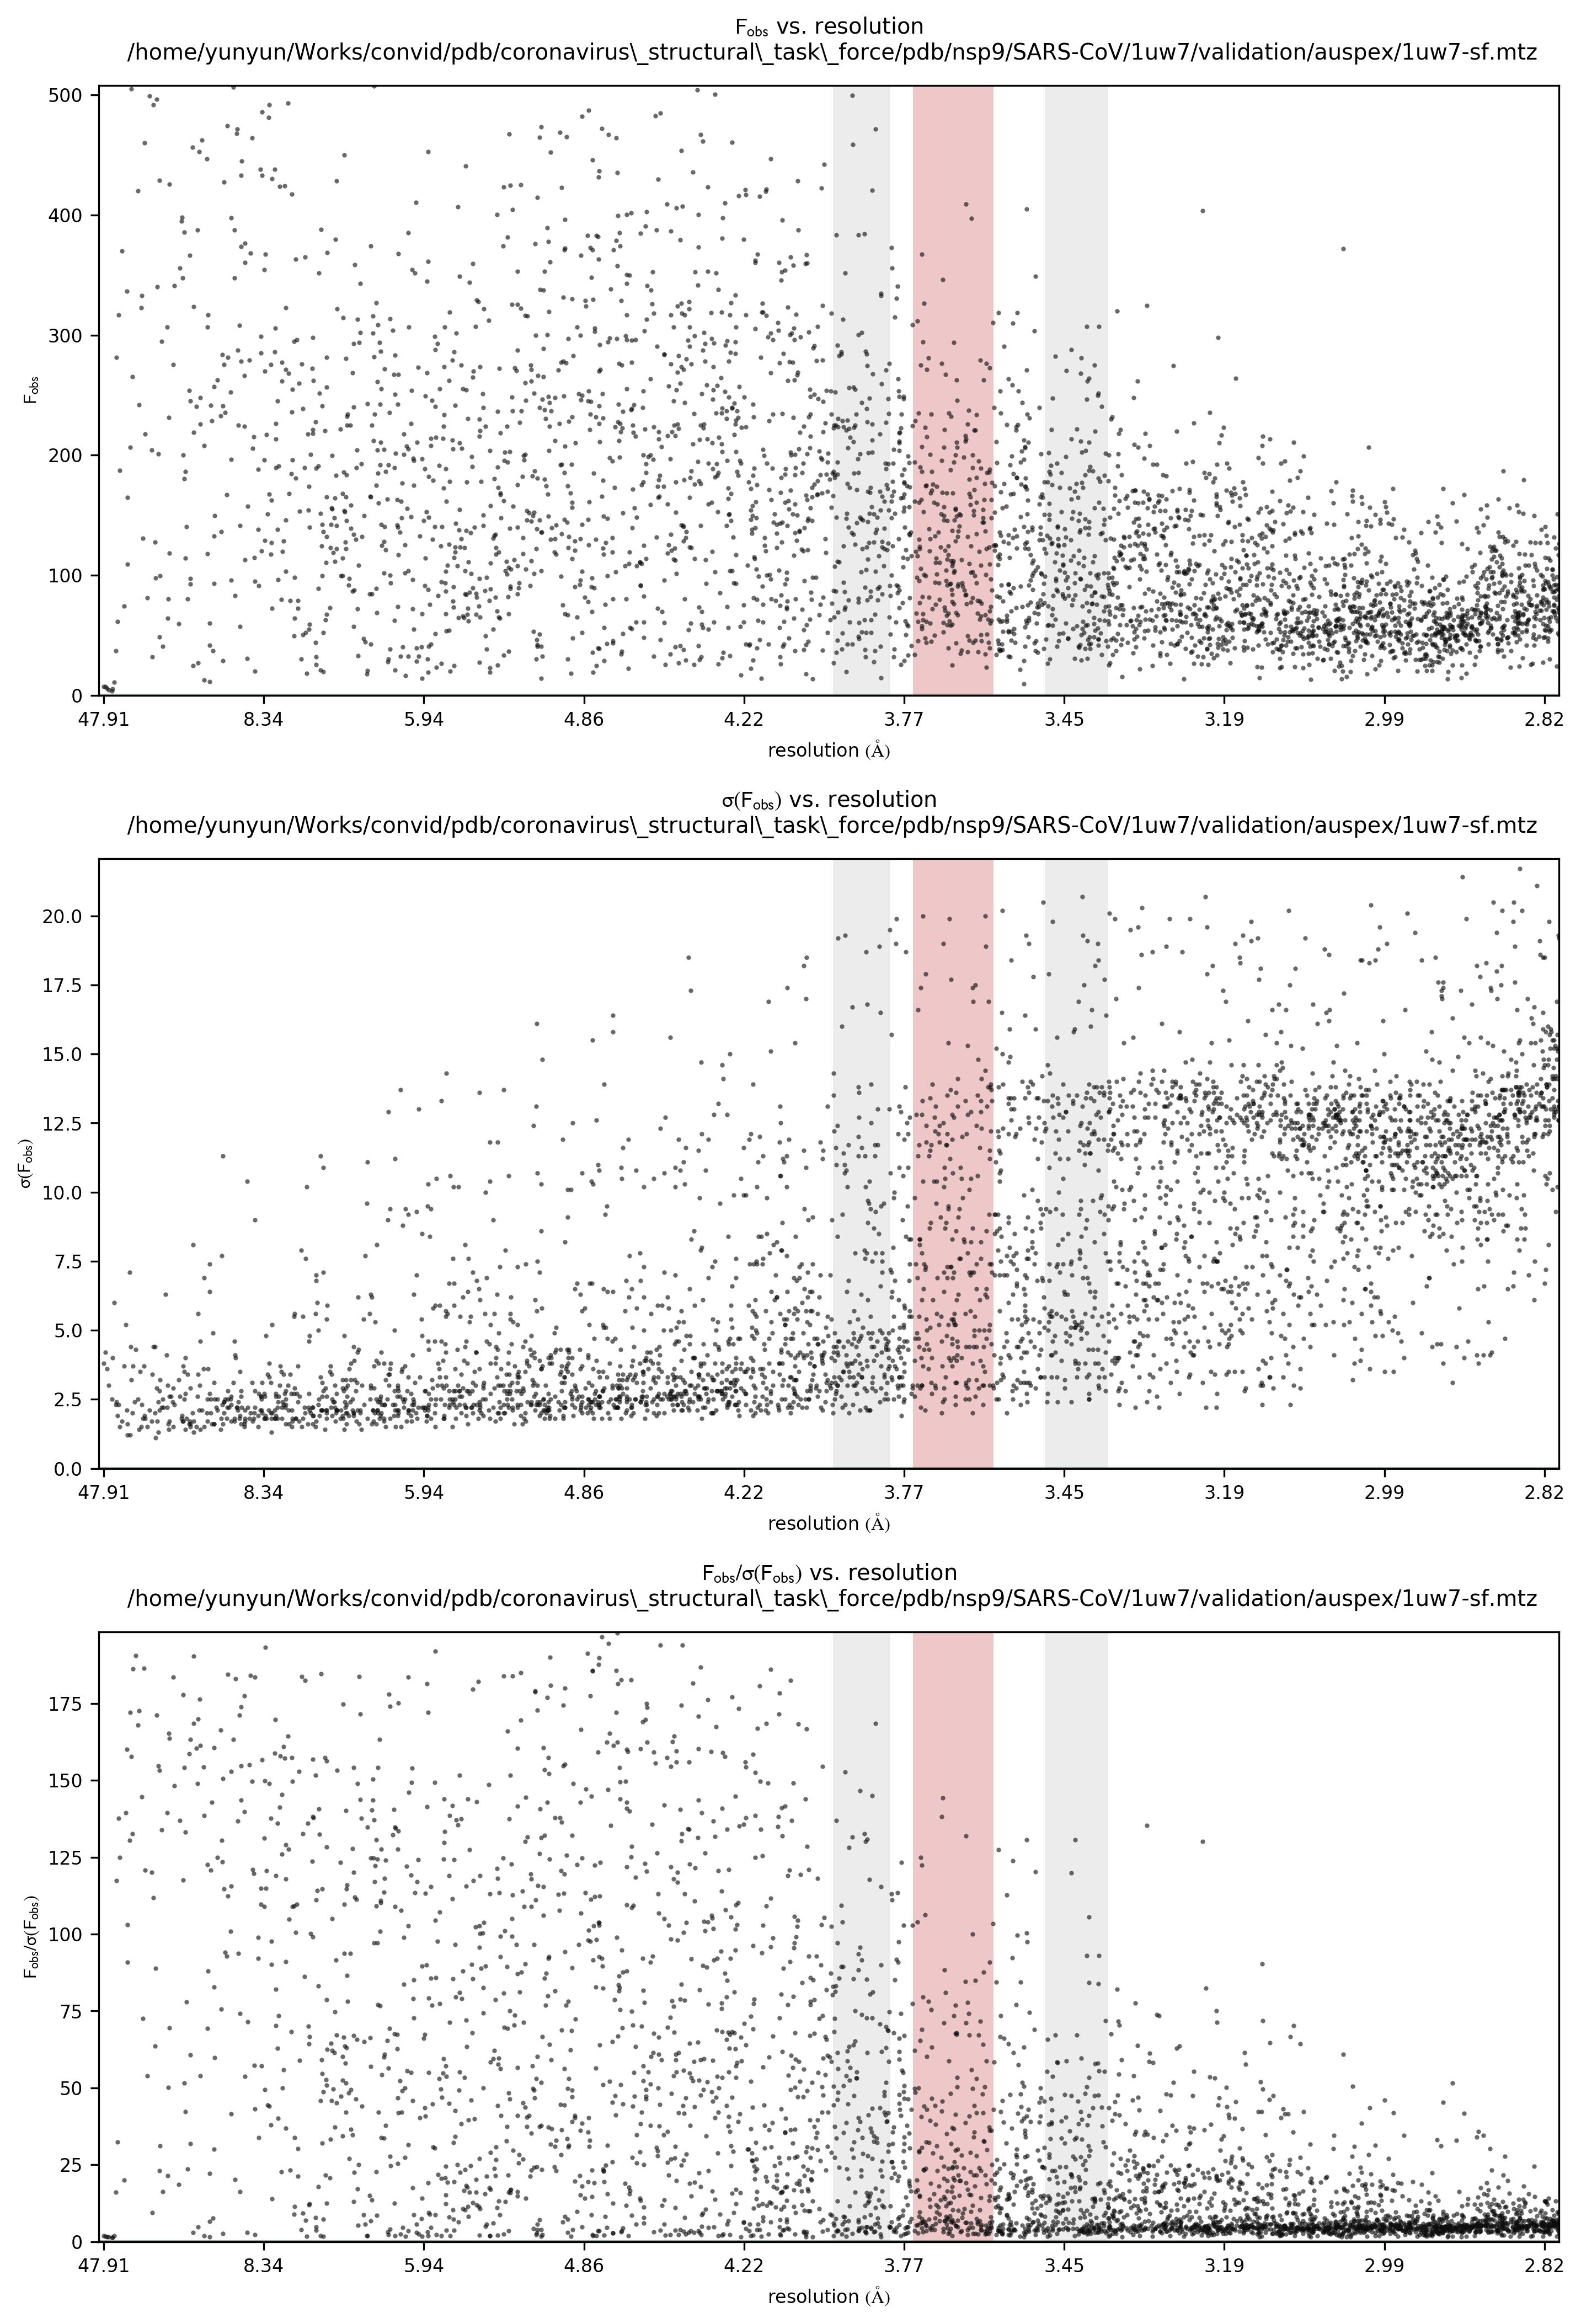 Fobs vs. resolution
/home/yunyun/Works/convid/pdb/coronavirus\_structural\_task\_force/pdb/nsp9/SARS-CoV/1uw7/validation/auspex/1uw7-sf.mtz
500
400
300
200
100
0
Fobs
47.91 8.34 5.94 4.86 4.22 3.77 3.45 3.19 2.99 2.82
resolution (Å)
σ(Fobs) vs. resolution
/home/yunyun/Works/convid/pdb/coronavirus\_structural\_task\_force/pdb/nsp9/SARS-CoV/1uw7/validation/auspex/1uw7-sf.mtz
20.0
17.5
15.0
12.5
10.0
7.5
5.0
2.5
0.0
σ(Fobs)
47.91 8.34 5.94 4.86 4.22 3.77 3.45 3.19 2.99 2.82
resolution (Å)
Fobs/σ(Fobs) vs. resolution
/home/yunyun/Works/convid/pdb/coronavirus\_structural\_task\_force/pdb/nsp9/SARS-CoV/1uw7/validation/auspex/1uw7-sf.mtz
175
150
125
100
75
50
25
0
Fobs/σ(Fobs)
47.91 8.34 5.94 4.86 4.22 3.77 3.45 3.19 2.99 2.82
resolution (Å)